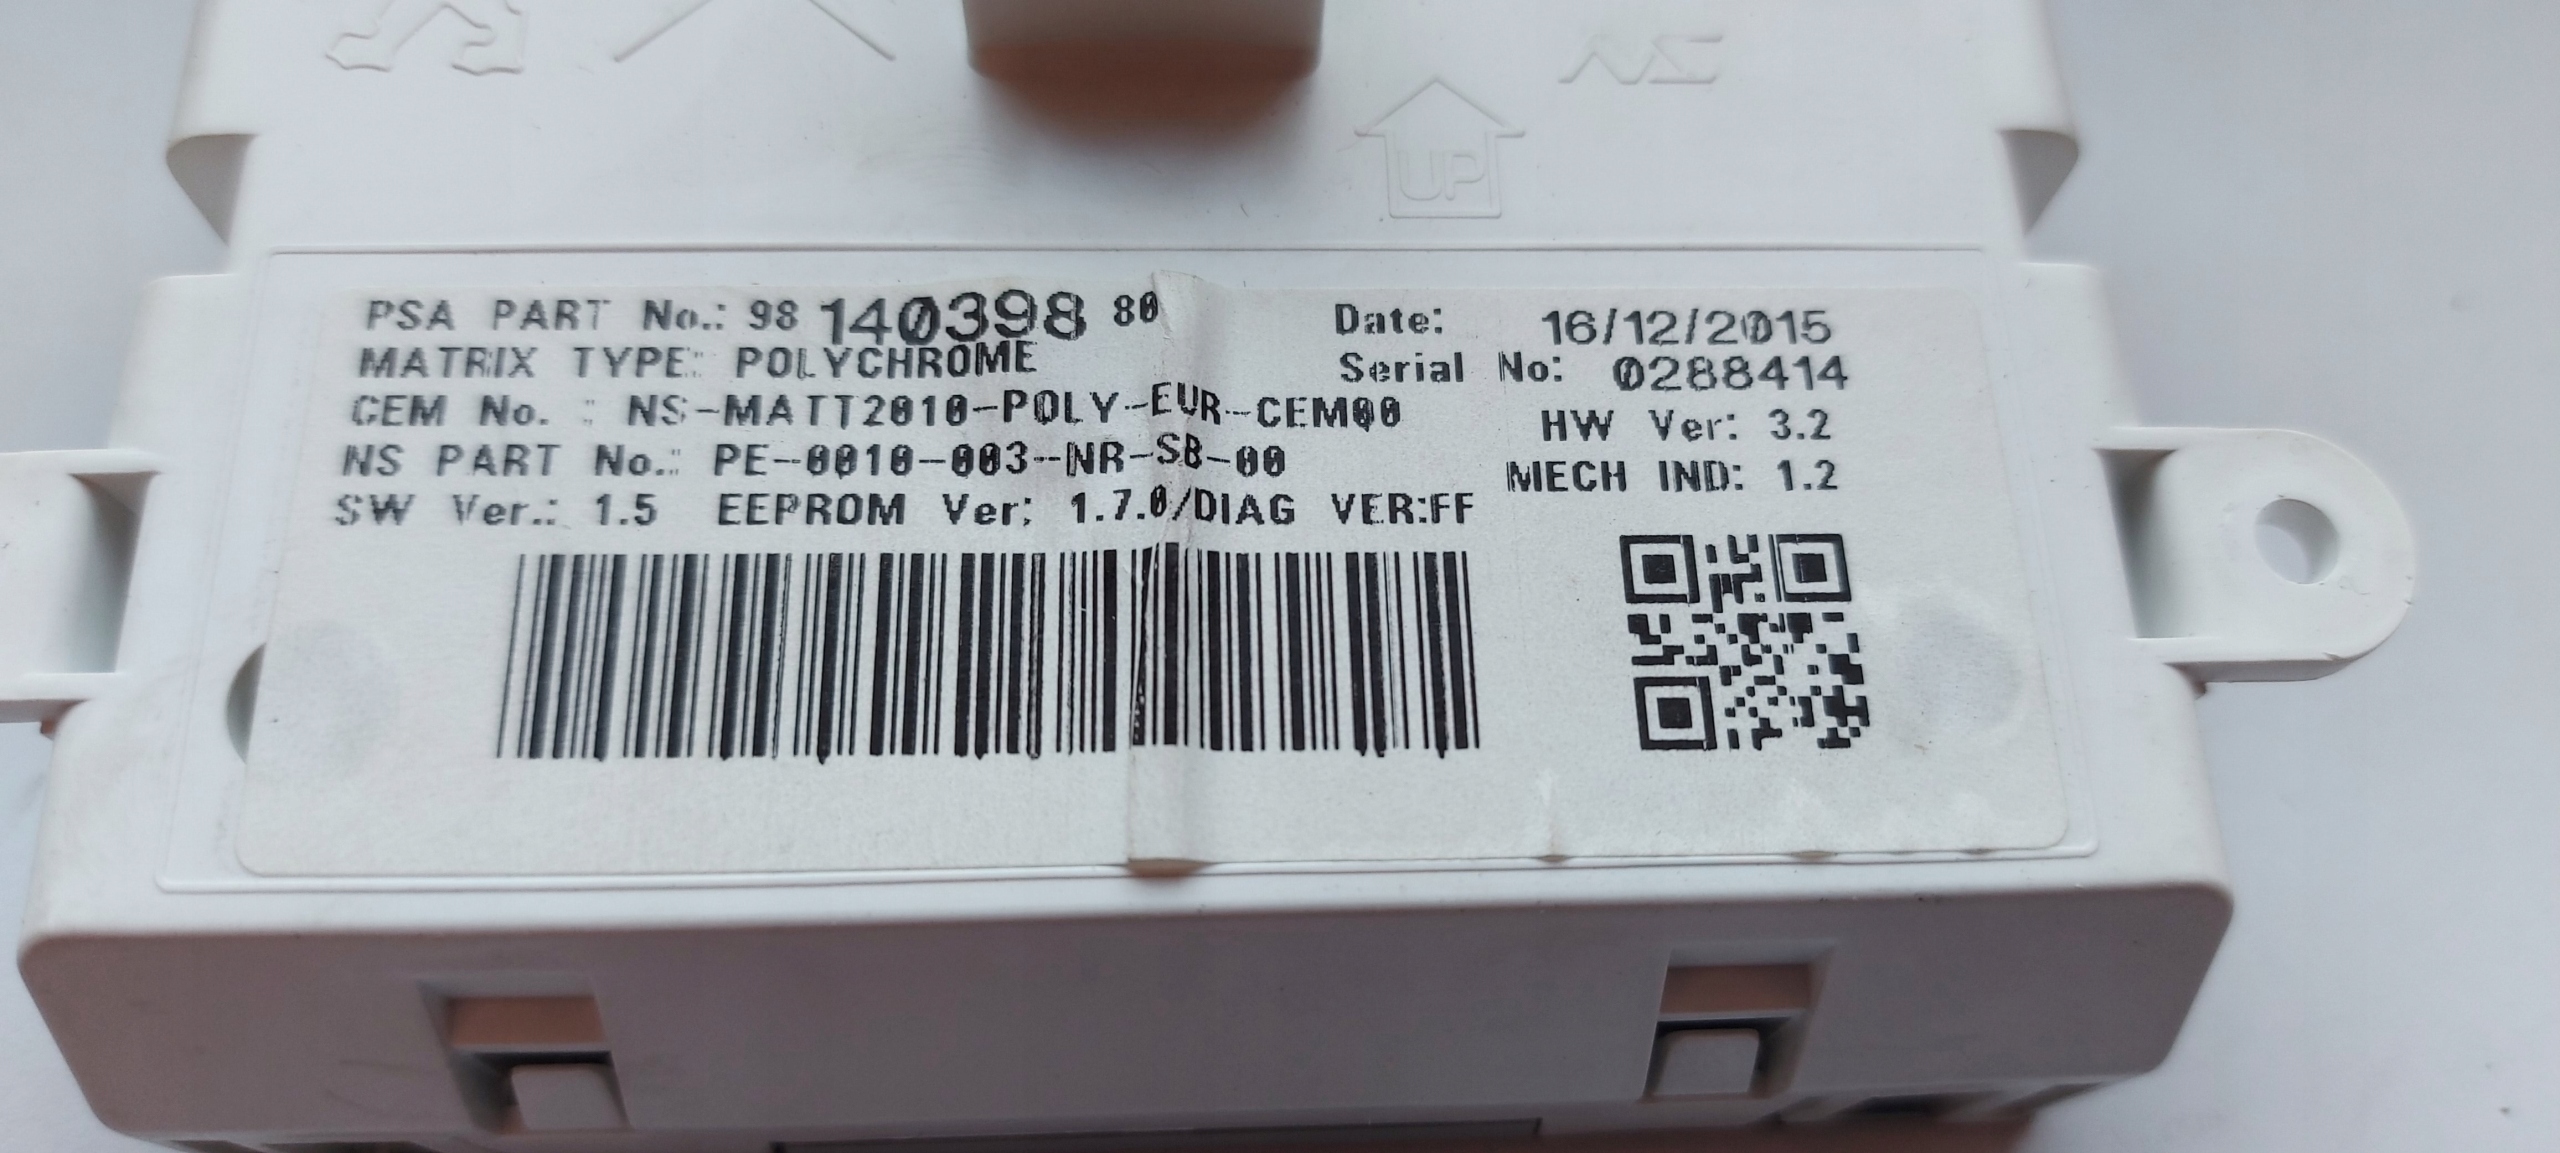 NS
UP
PSA PART No.: 98 140398 80
MATRIX TYPE: POLYCHROME
CEM No. : NS-MATT2010-POLY-EUR-CEM00
NS PART No.: PE-0010-003-NR-SB-00
SW Ver.: 1.5 EEPROM Ver: 1.7.0/DIAG VER:FF
Date: 16/12/2015
Serial No: 0288414
HW Ver: 3.2
MECH IND: 1.2